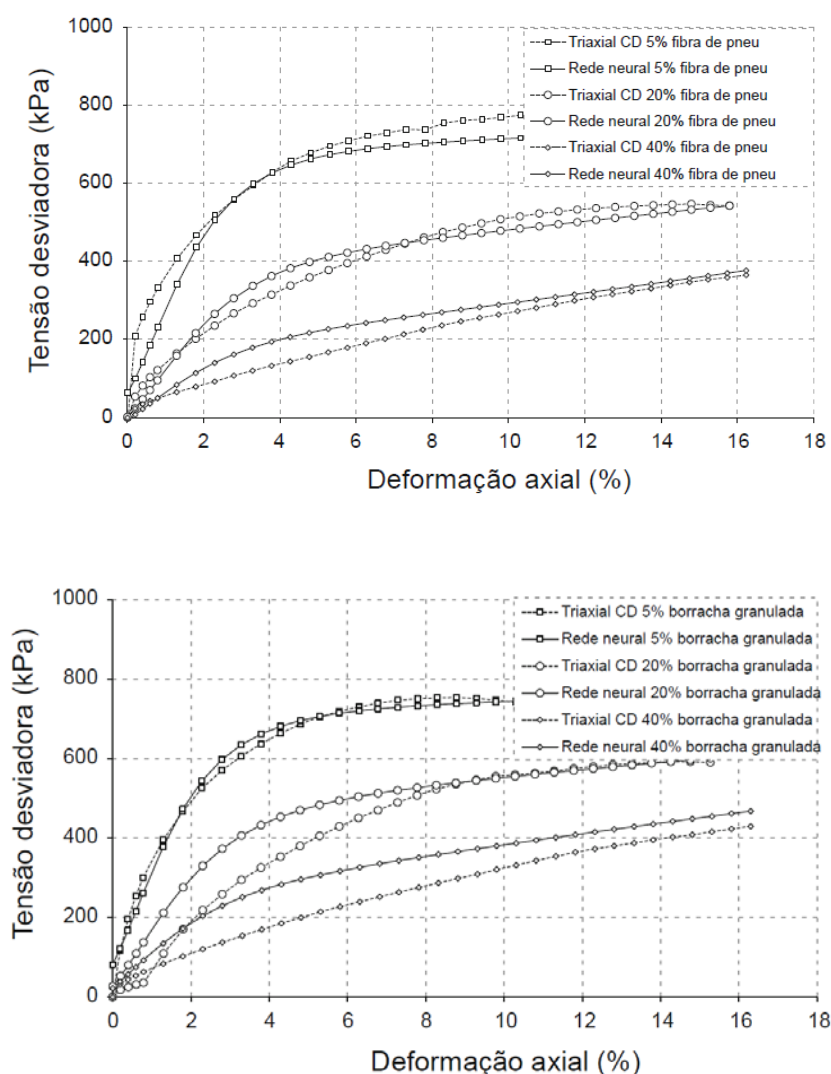 1000
800
600
400
200
0
Tensão desviadora (kPa)
Triaxial CD 5% fibra de pneu
Rede neural 5% fibra de pneu
Triaxial CD 20% fibra de pneu
Rede neural 20% fibra de pneu
Triaxial CD 40% fibra de pneu
Rede neural 40% fibra de pneu
0 2 4 6 8 10 12 14 16 18
Deformação axial (%)
1000
800
600
400
200
0
Tensão desviadora (kPa)
Triaxial CD 5% borracha granulada
Rede neural 5% borracha granulada
Triaxial CD 20% borracha granulada
Rede neural 20% borracha granulada
Triaxial CD 40% borracha granulada
Rede neural 40% borracha granulada
0 2 4 6 8 10 12 14 16 18
Deformação axial (%)